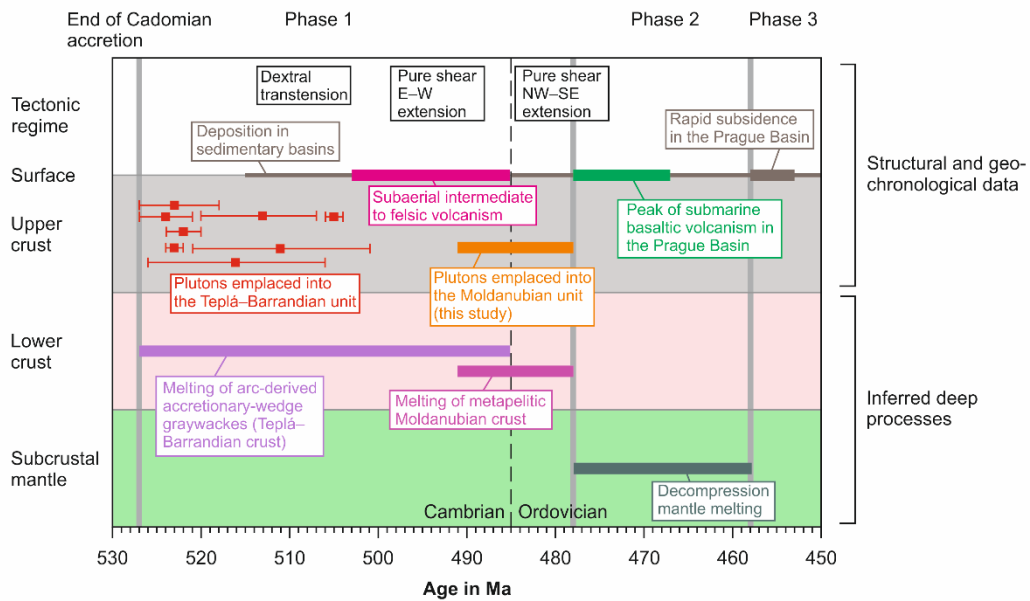 End of Cadomian
accretion
Phase 1
Phase 2
Phase 3
Tectonic
regime
Dextral
transtension
Pure shear
E–W
extension
Pure shear
NW–SE
extension
Deposition in
sedimentary basins
Rapid subsidence
in the Prague Basin
Surface
Subaerial intermediate
to felsic volcanism
Peak of submarine
basaltic volcanism in
the Prague Basin
Upper
crust
Plutons emplaced into
the Teplá–Barrandian unit
Plutons emplaced into
the Moldanubian unit
(this study)
Structural and geo-
chronological data
Lower
crust
Melting of arc-derived
accretionary-wedge
graywackes (Teplá–
Barrandian crust)
Melting of metapelitic
Moldanubian crust
Inferred deep
processes
Subcrustal
mantle
Decompression
mantle melting
Cambrian
Ordovician
530
520
510
500
490
480
470
460
450
Age in Ma